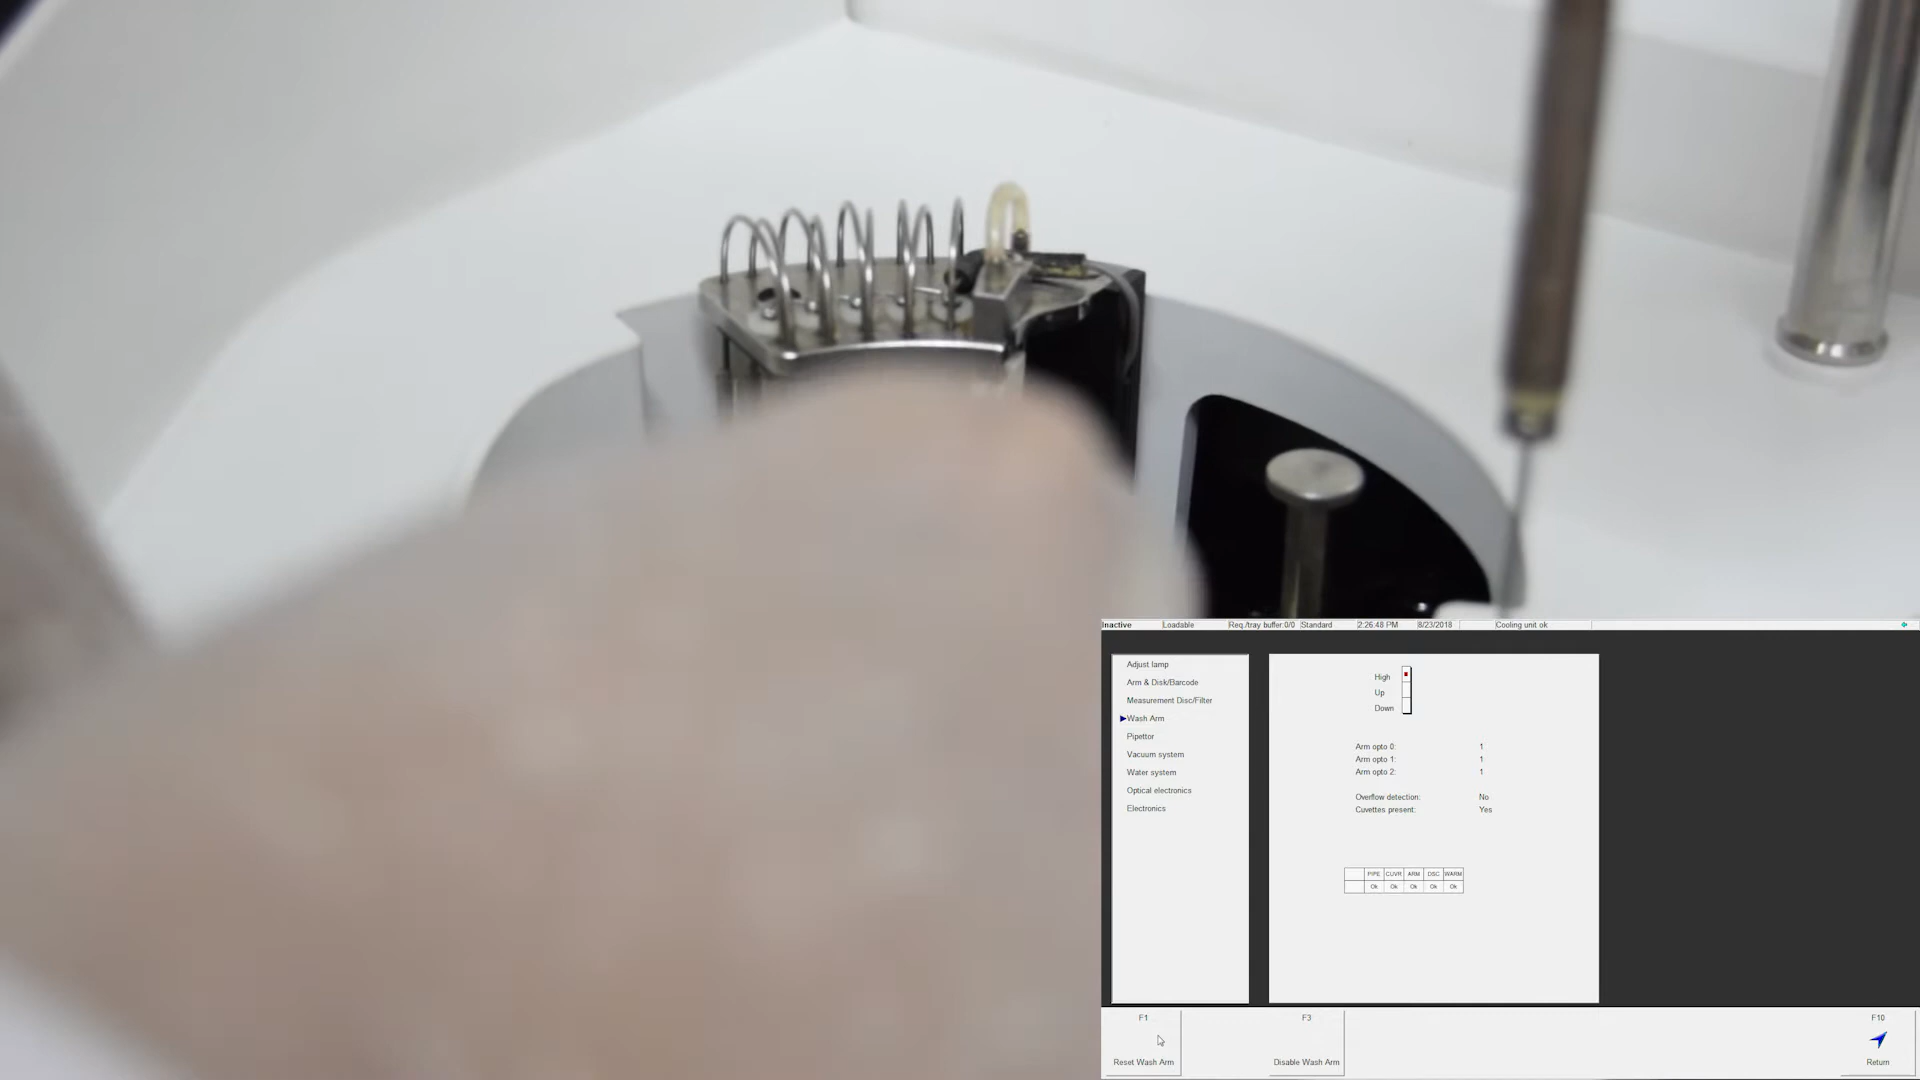 Inactive Loadable Req./tray buffer:0/0 Standard 2:26:48 PM 8/23/2018 Cooling unit ok
Adjust lamp
Arm & Disk/Barcode
Measurement Disc/Filter
Wash Arm
Pipettor
Vacuum system
Water system
Optical electronics
Electronics
High
Up
Down
Arm opto 0: 1
Arm opto 1: 1
Arm opto 2: 1
Overflow detection: No
Cuvettes present: Yes
PIPE CUVR ARM DSC WARM
Ok Ok Ok Ok Ok
F1 F3 F10
Reset Wash Arm Disable Wash Arm Return